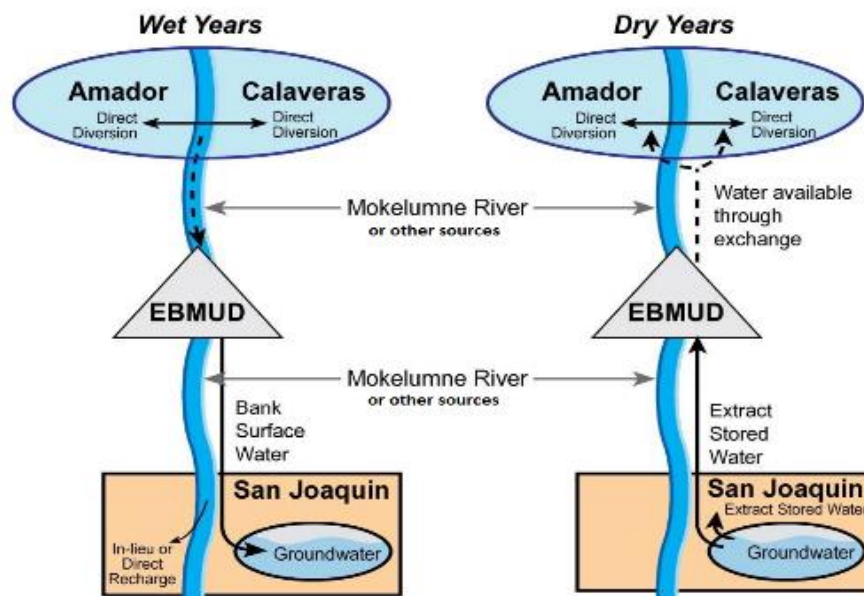 Wet Years
Dry Years
Amador
Calaveras
Direct
Diversion
Direct
Diversion
Amador
Calaveras
Direct
Diversion
Direct
Diversion
Mokelumne River
or other sources
Water available
through
exchange
EBMUD
EBMUD
Mokelumne River
or other sources
Bank
Surface
Water
Extract
Stored
Water
San Joaquin
In-lieu or
Direct
Recharge
Groundwater
San Joaquin
Extract Stored Water
Groundwater